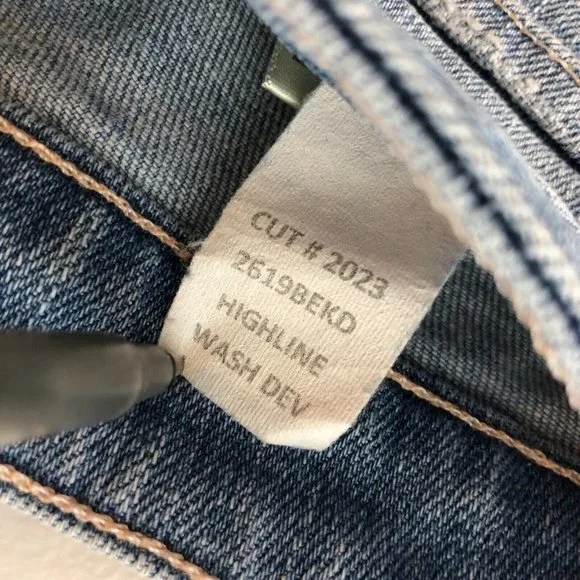 CUT # 2023
2619BEKD
HIGHLINE
WASH DEV